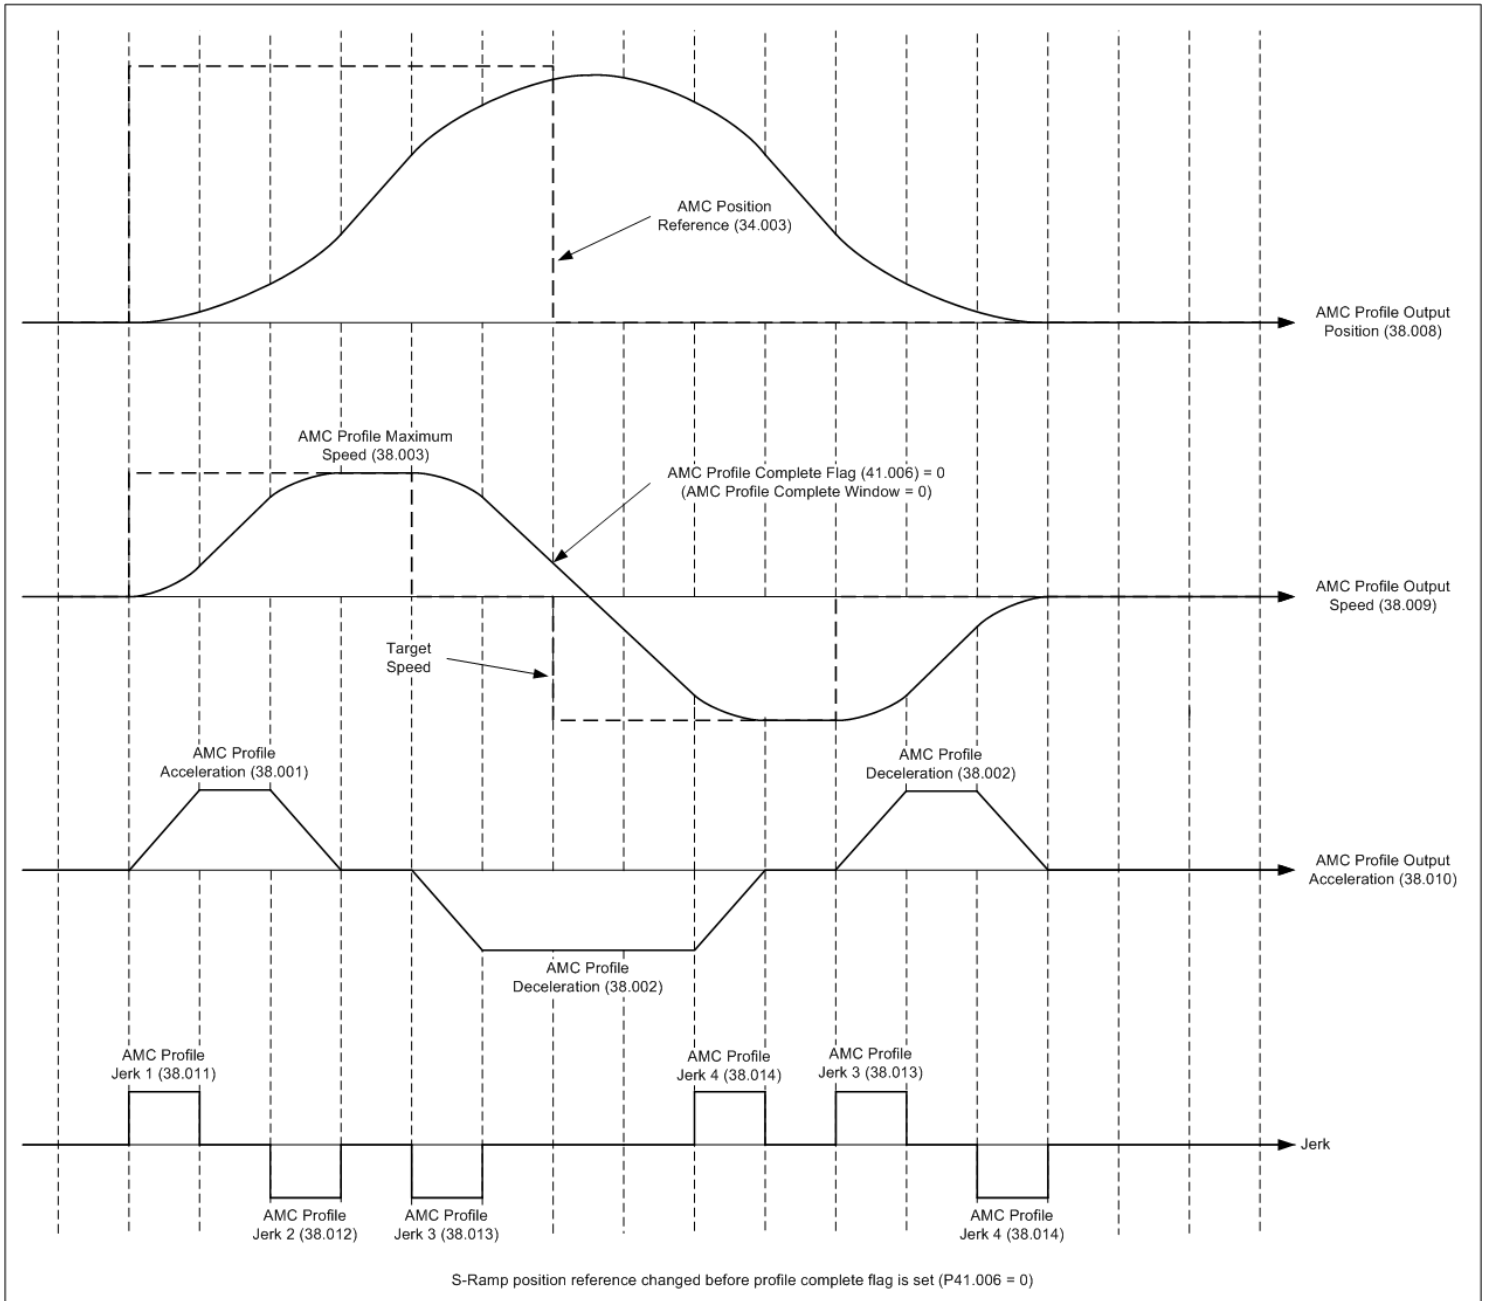 AMC Position
Reference (34.003)
AMC Profile Output
Position (38.008)
AMC Profile Maximum
Speed (38.003)
AMC Profile Complete Flag (41.006) = 0
(AMC Profile Complete Window = 0)
AMC Profile Output
Speed (38.009)
Target
Speed
AMC Profile
Acceleration (38.001)
AMC Profile
Deceleration (38.002)
AMC Profile Output
Acceleration (38.010)
AMC Profile
Deceleration (38.002)
AMC Profile
Jerk 1 (38.011)
AMC Profile
Jerk 4 (38.014)
AMC Profile
Jerk 3 (38.013)
Jerk
AMC Profile
Jerk 2 (38.012)
AMC Profile
Jerk 3 (38.013)
AMC Profile
Jerk 4 (38.014)
S-Ramp position reference changed before profile complete flag is set (P41.006 = 0)